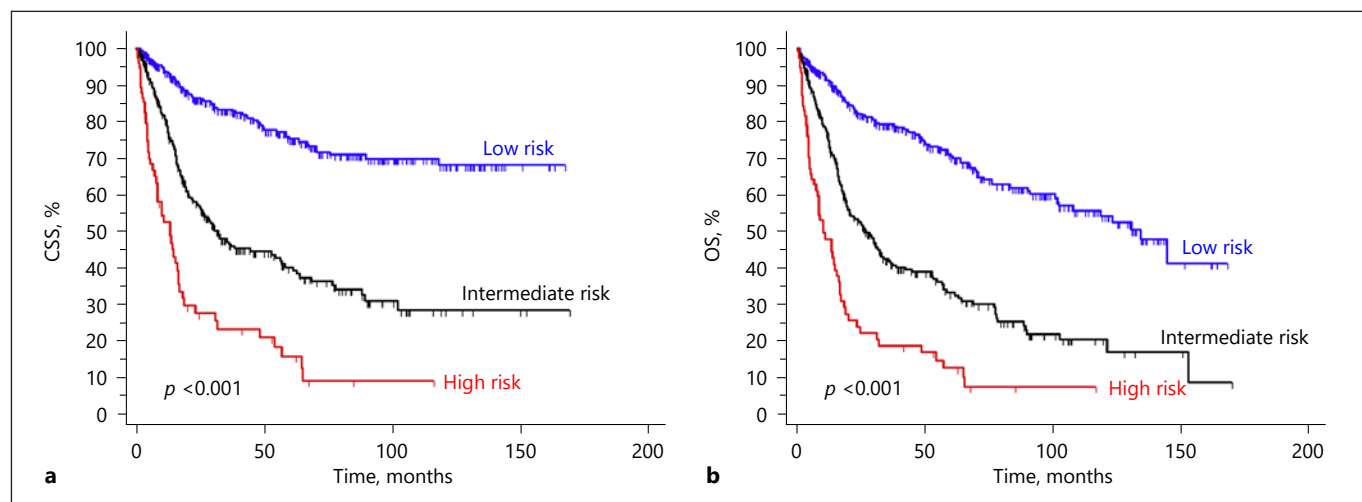 100
90
80
70
60
50
40
30
20
10
0
CSS, %
Low risk
Intermediate risk
High risk
p <0.001
0
50
100
150
200
Time, months
a
100
90
80
70
60
50
40
30
20
10
0
OS, %
Low risk
Intermediate risk
High risk
p <0.001
0
50
100
150
200
Time, months
b